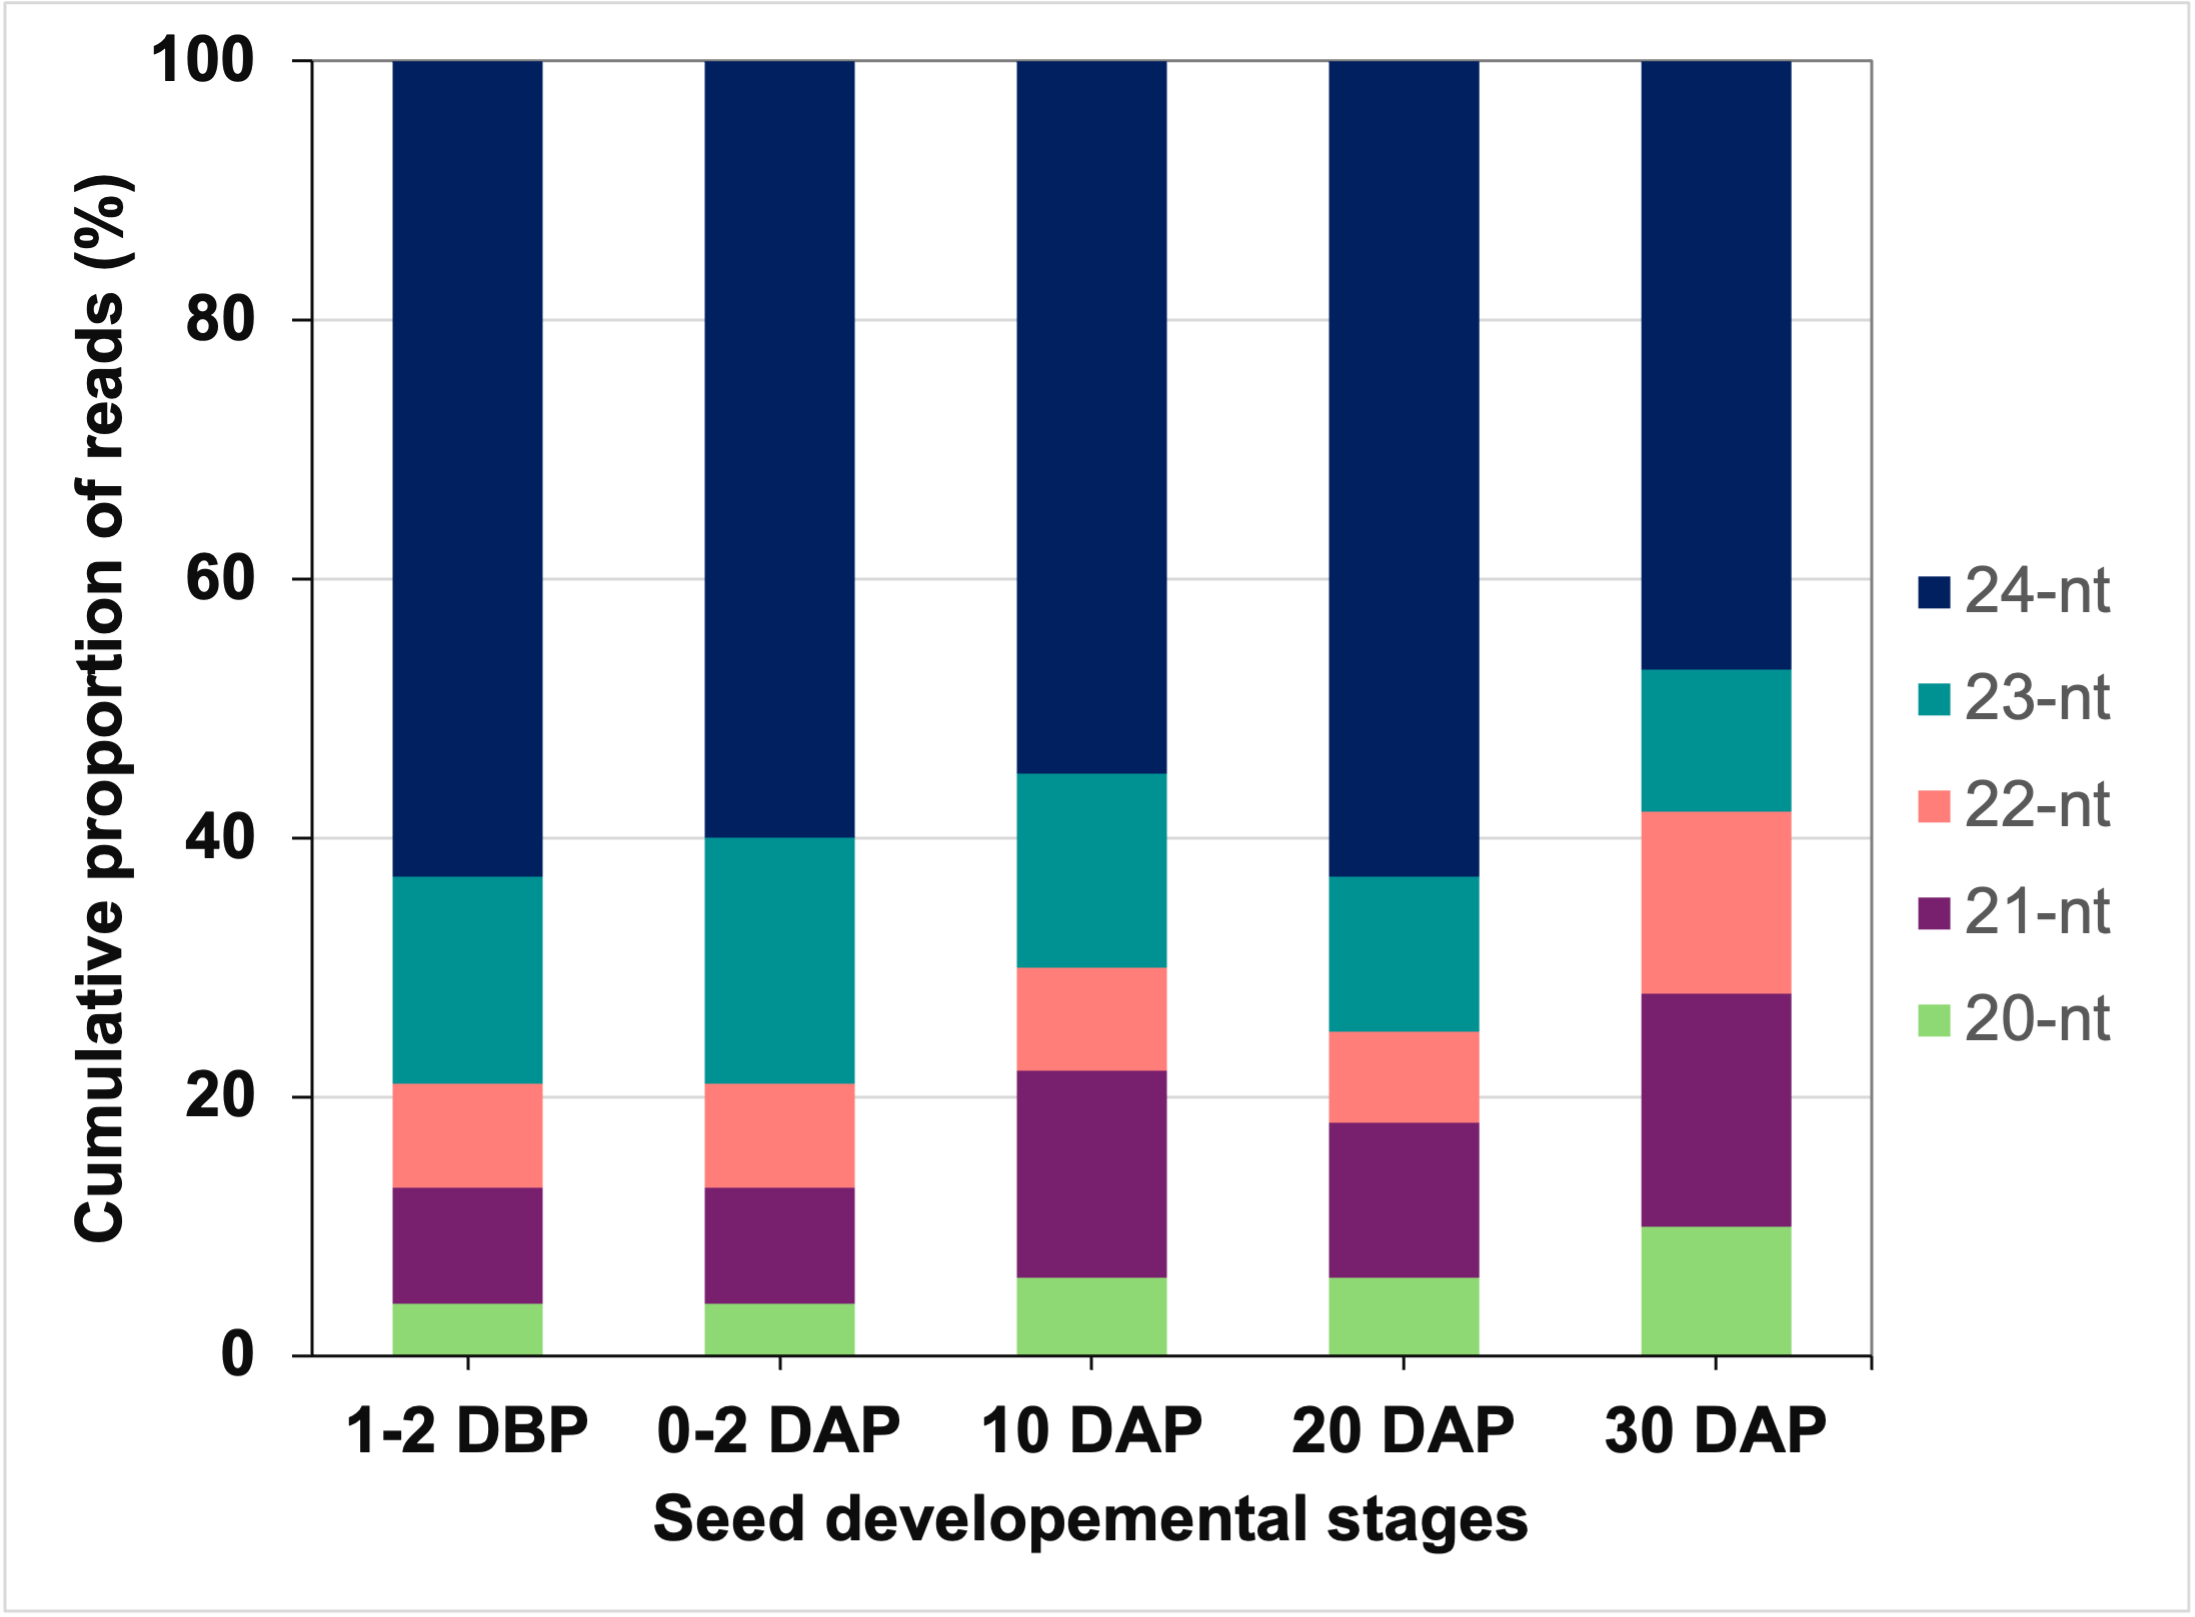 Cumulative proportion of reads (%)
100
80
60
40
20
0
1-2 DBP 0-2 DAP 10 DAP 20 DAP 30 DAP
Seed developemental stages
24-nt
23-nt
22-nt
21-nt
20-nt